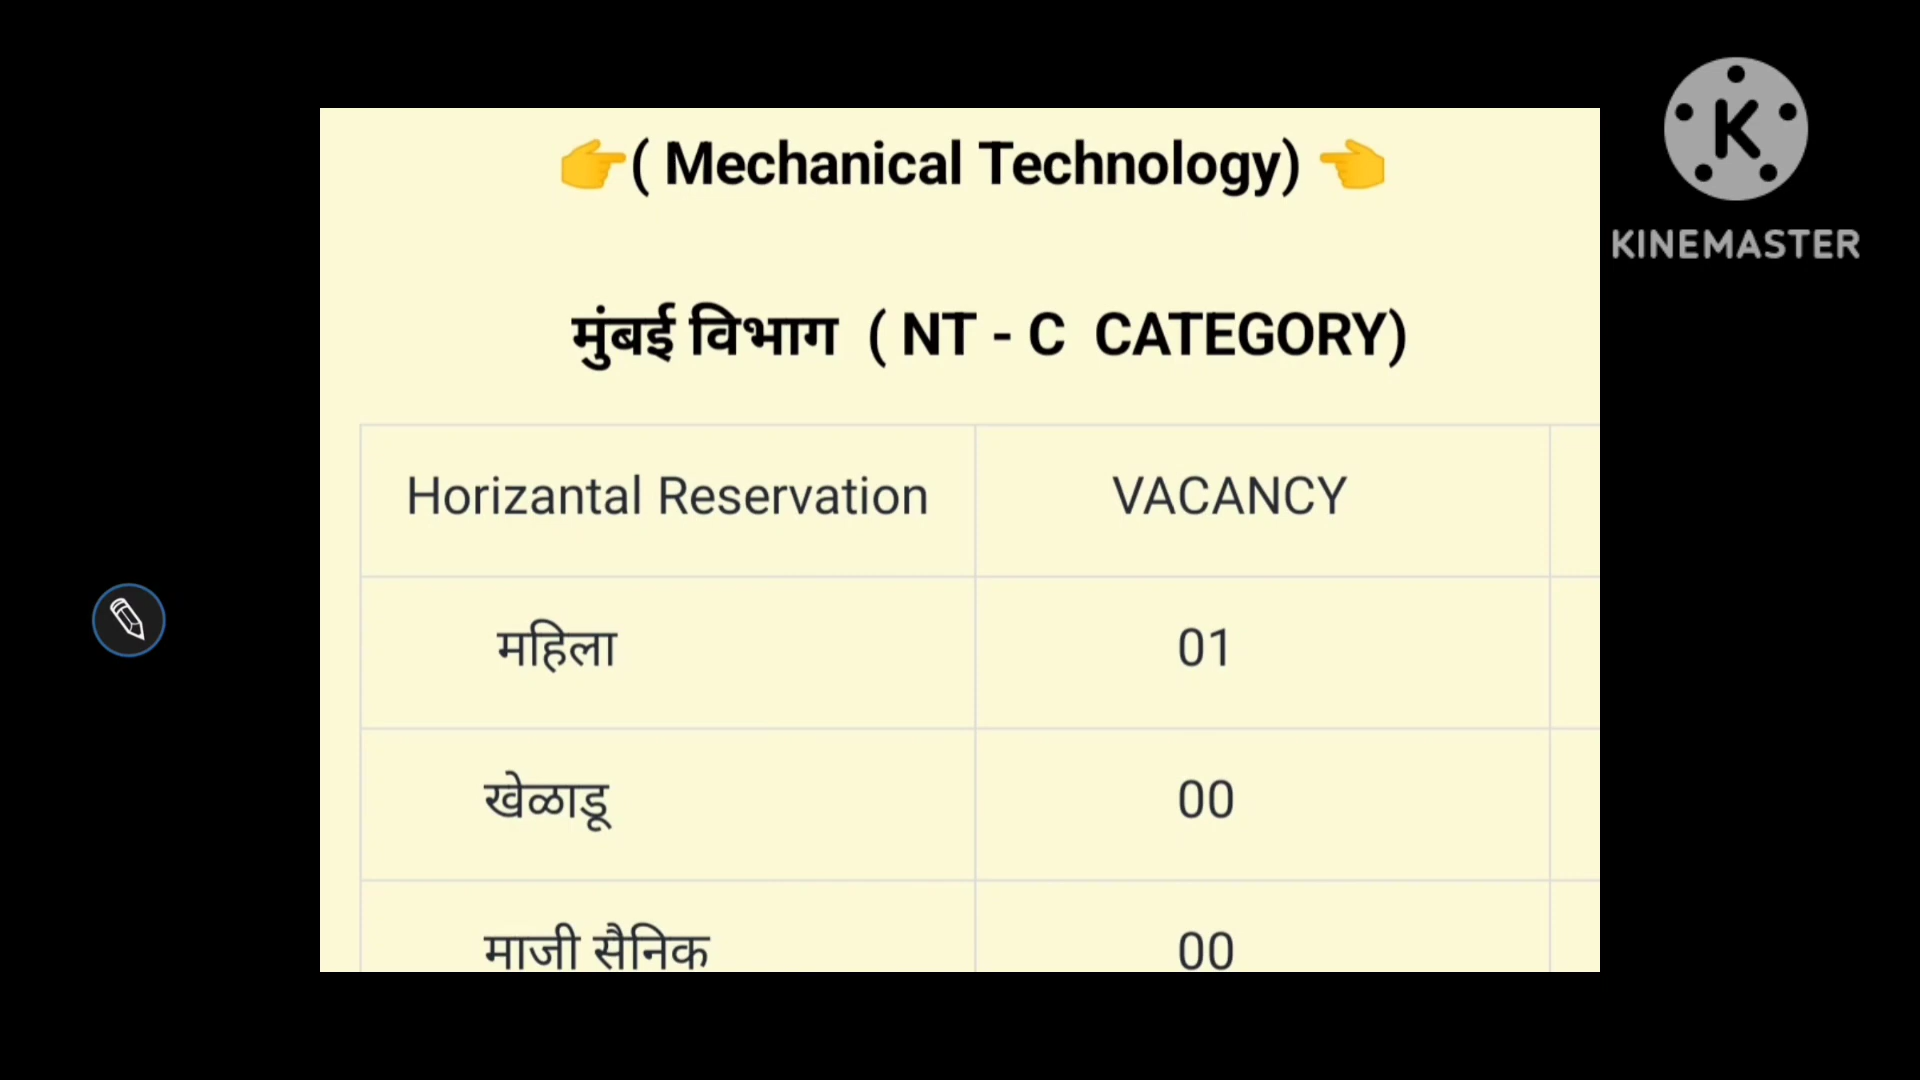 👉( Mechanical Technology) 👈
K
KINEMASTER
मुंबई विभाग ( NT - C CATEGORY)
Horizantal Reservation VACANCY
महिला 01
खेळाडू 00
माजी सैनिक 00